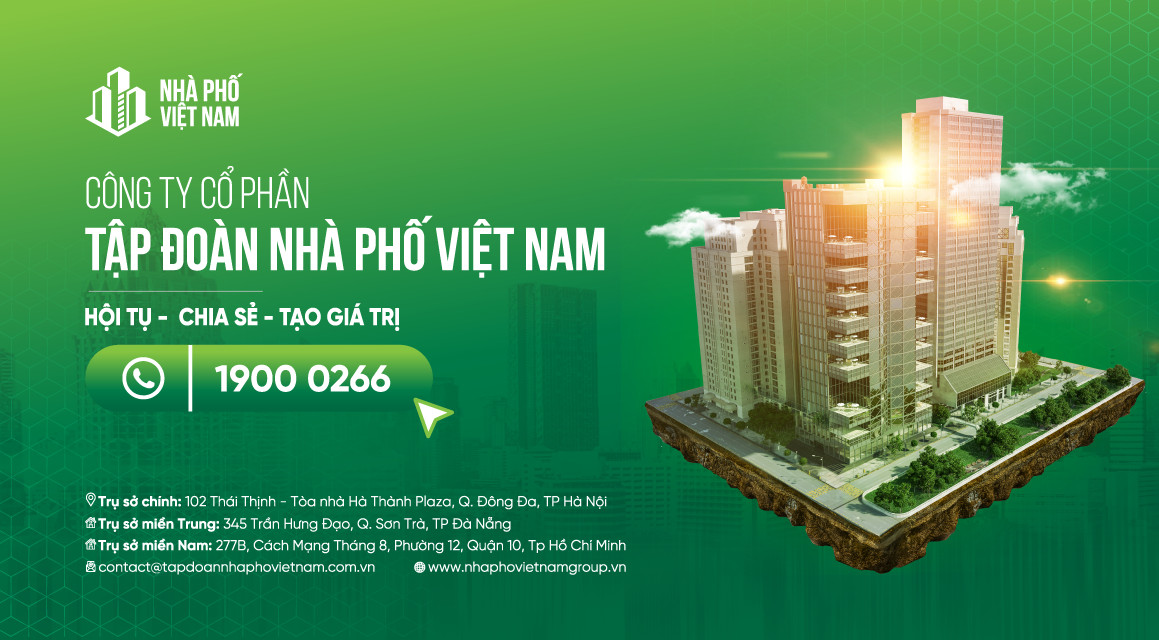 NHÀ PHỐ
VIỆT NAM
CÔNG TY CỔ PHẦN
TẬP ĐOÀN NHÀ PHỐ VIỆT NAM
HỘI TỤ - CHIA SẺ - TẠO GIÁ TRỊ
1900 0266
Trụ sở chính: 102 Thái Thịnh - Tòa nhà Hà Thành Plaza, Q. Đông Đa, TP Hà Nội
Trụ sở miền Trung: 345 Trần Hưng Đạo, Q. Sơn Trà, TP Đà Nẵng
Trụ sở miền Nam: 277B, Cách Mạng Tháng 8, Phường 12, Quận 10, Tp Hồ Chí Minh
contact@tapdoannhaphovietnam.com.vn www.nhaphovietnamgroup.vn